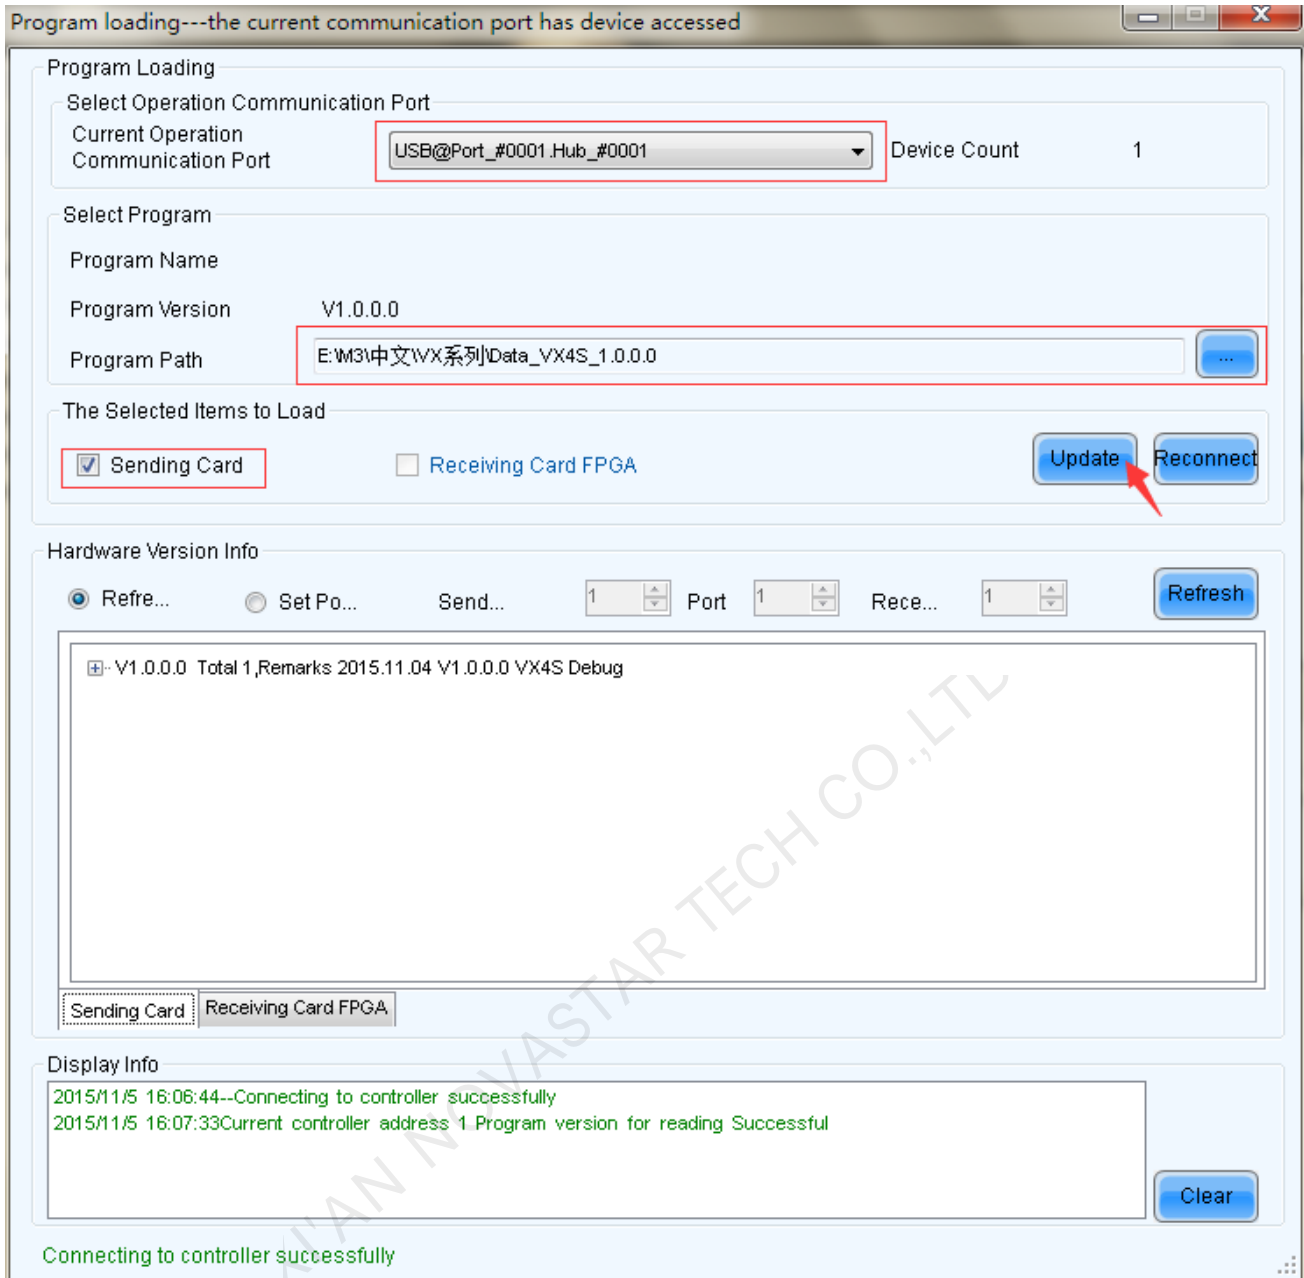 Program loading---the current communication port has device accessed
Program Loading
Select Operation Communication Port
Current Operation
Communication Port
USB@Port_#0001.Hub_#0001
Device Count 1
Select Program
Program Name
Program Version V1.0.0.0
Program Path E:\M3\中文\VX系列\Data_VX4S_1.0.0.0 ...
The Selected Items to Load
Sending Card Receiving Card FPGA Update Reconnect
Hardware Version Info
Refre... Set Po... Send... 1 Port 1 Rece... 1 Refresh
V1.0.0.0 Total 1,Remarks 2015.11.04 V1.0.0.0 VX4S Debug
Sending Card Receiving Card FPGA
Display Info
2015/11/5 16:06:44--Connecting to controller successfully
2015/11/5 16:07:33Current controller address 1 Program version for reading Successful
Clear
Connecting to controller successfully
XI'AN NOVASTAR TECH CO.,LTD